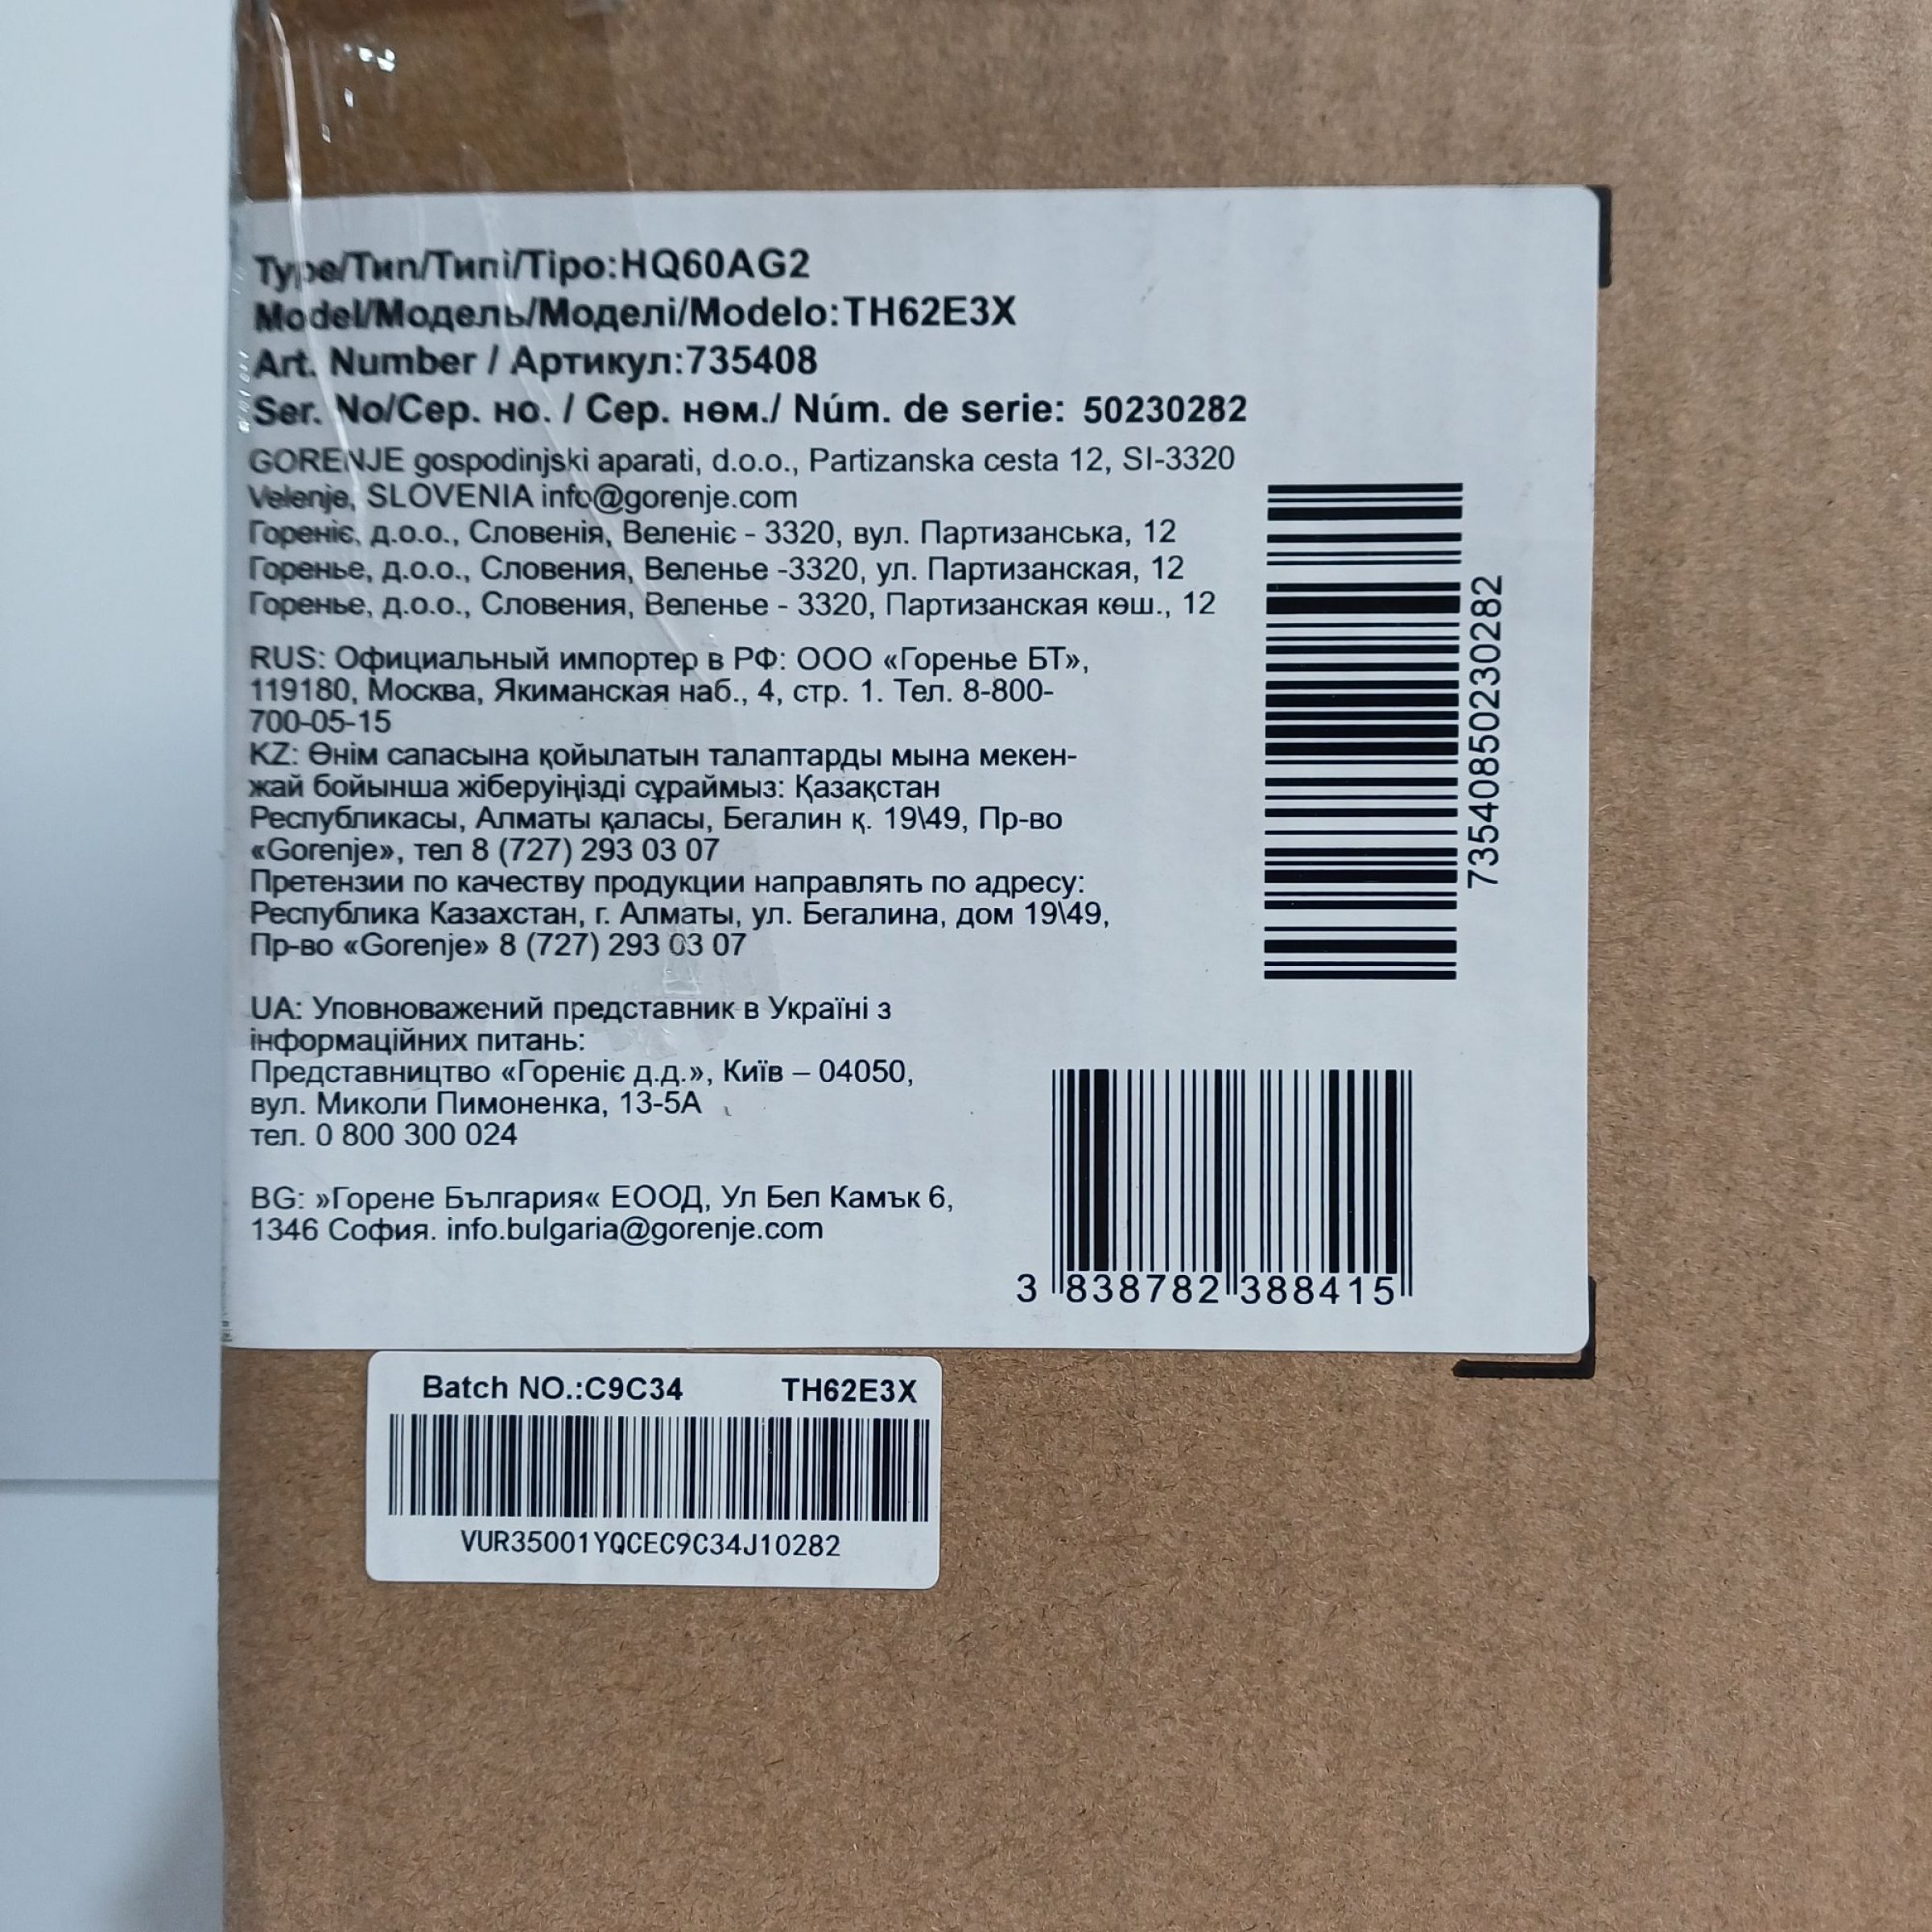 Type/Тип/Типі/Tipo:HQ60AG2
Model/Модель/Моделі/Modelo:TH62E3X
Art. Number / Артикул:735408
Ser. No/Сер. но. / Сер. нөм./ Núm. de serie: 50230282
GORENJE gospodinjski aparati, d.o.o., Partizanska cesta 12, SI-3320
Velenje, SLOVENIA info@gorenje.com
Гореніє, д.о.о., Словенія, Веленіє - 3320, вул. Партизанська, 12
Горенье, д.о.о., Словения, Веленье -3320, ул. Партизанская, 12
Горенье, д.о.о., Словения, Веленье - 3320, Партизанская көш., 12
RUS: Официальный импортер в РФ: ООО «Горенье БТ»,
119180, Москва, Якиманская наб., 4, стр. 1. Тел. 8-800-
700-05-15
KZ: Өнім сапасына қойылатын талаптарды мына мекен-
жай бойынша жіберуіңізді сұраймыз: Қазақстан
Республикасы, Алматы қаласы, Бегалин қ. 19\49, Пр-во
«Gorenje», тел 8 (727) 293 03 07
Претензии по качеству продукции направлять по адресу:
Республика Казахстан, г. Алматы, ул. Бегалина, дом 19\49,
Пр-во «Gorenje» 8 (727) 293 03 07
UA: Уповноважений представник в Україні з
інформаційних питань:
Представництво «Гореніє д.д.», Київ – 04050,
вул. Миколи Пимоненка, 13-5А
тел. 0 800 300 024
BG: »Горене България« ЕООД, Ул Бел Камък 6,
1346 София. info.bulgaria@gorenje.com
73540850230282
3 838782 388415
Batch NO.:C9C34 TH62E3X
VUR35001YQCEC9C34J10282